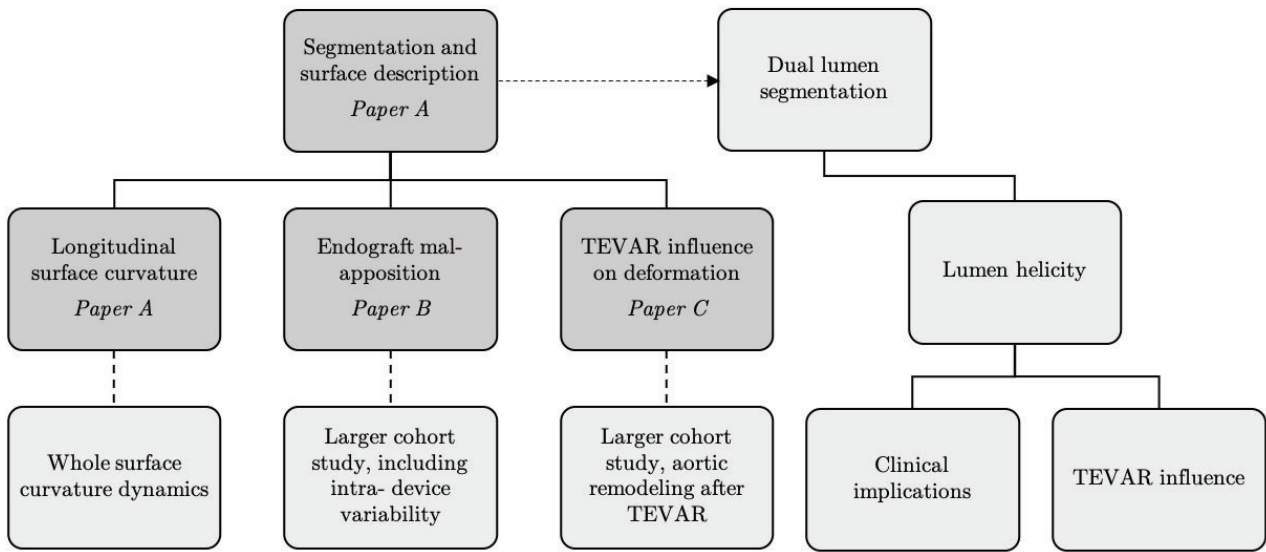 Segmentation and
surface description
Paper A
Dual lumen
segmentation
Longitudinal
surface curvature
Paper A
Endograft mal-
apposition
Paper B
TEVAR influence
on deformation
Paper C
Lumen helicity
Whole surface
curvature dynamics
Larger cohort
study, including
intra- device
variability
Larger cohort
study, aortic
remodeling after
TEVAR
Clinical
implications
TEVAR influence